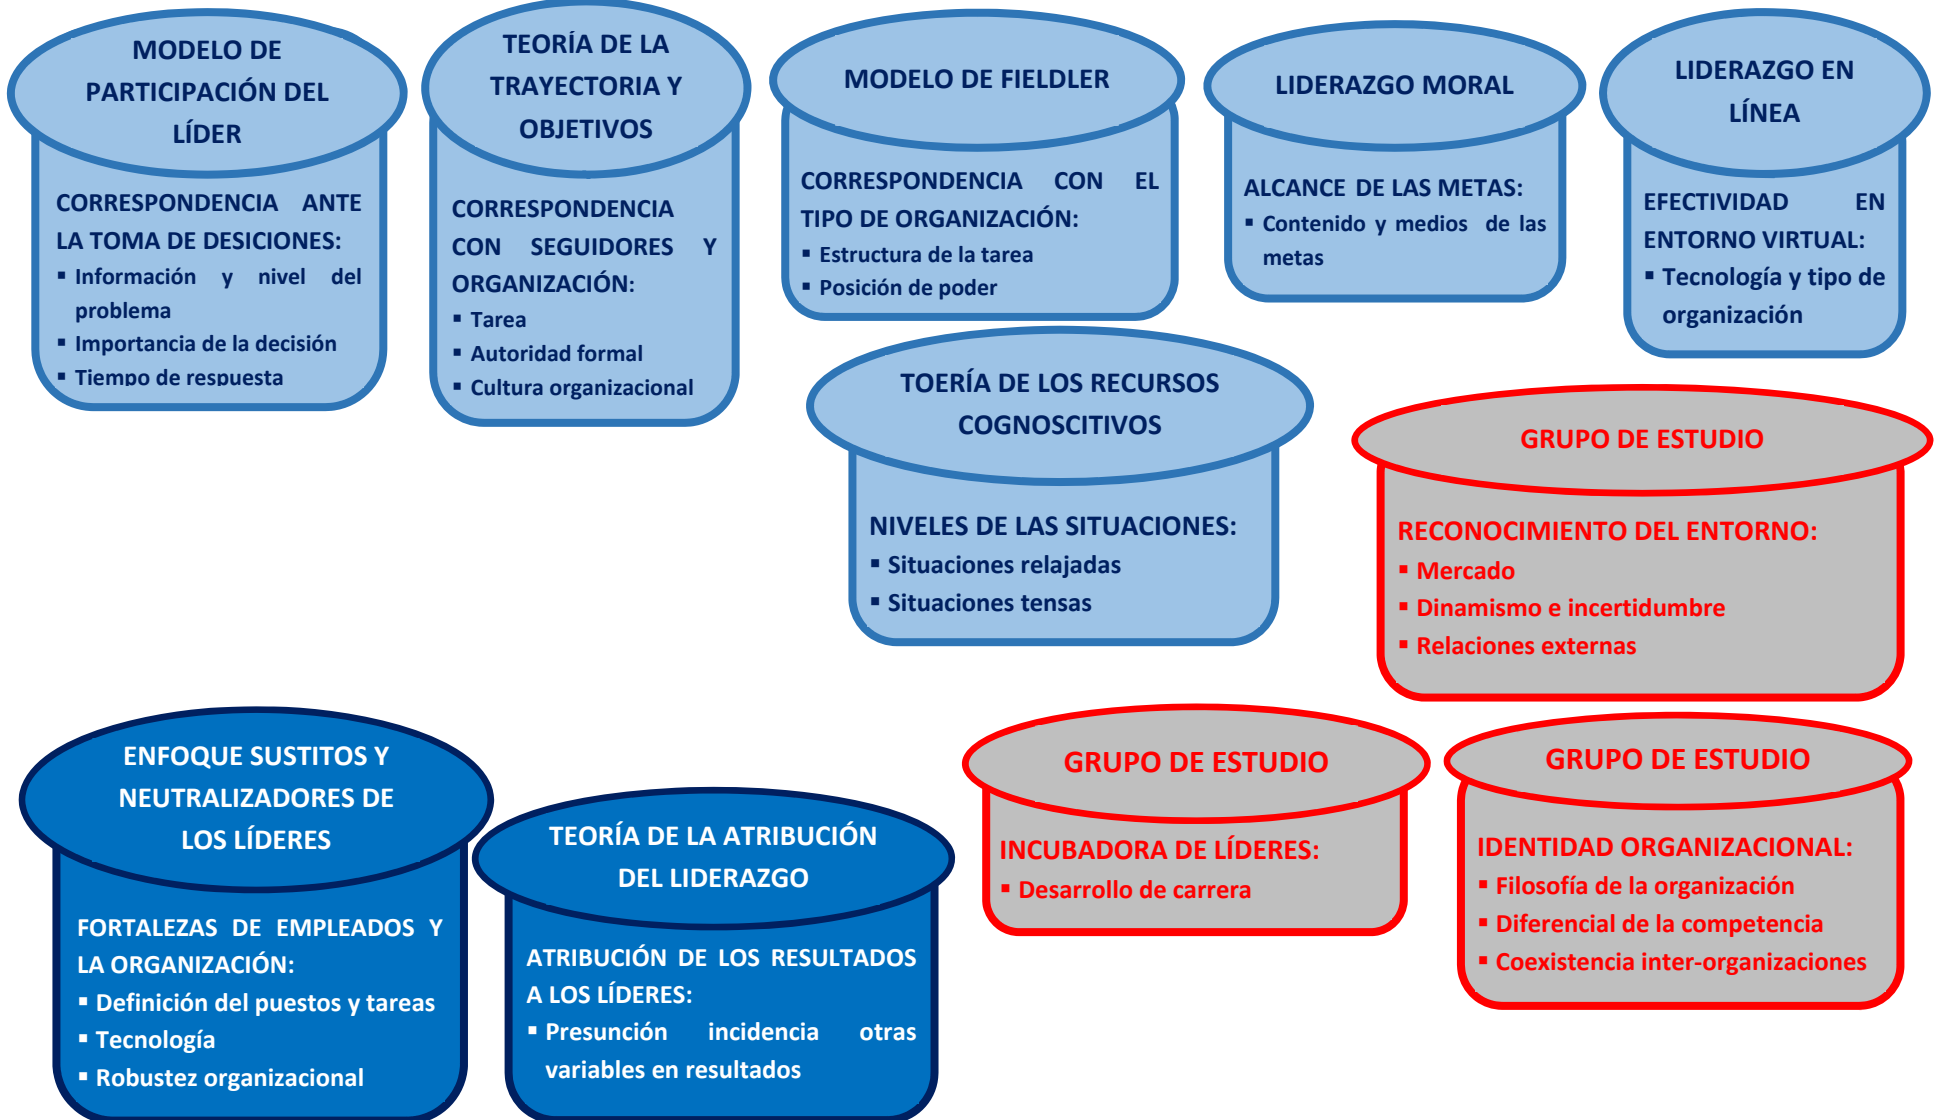 MODELO DE
PARTICIPACIÓN DEL
LÍDER
CORRESPONDENCIA ANTE
LA TOMA DE DESICIONES:
▪ Información y nivel del
problema
▪ Importancia de la decisión
▪ Tiempo de respuesta
TEORÍA DE LA
TRAYECTORIA Y
OBJETIVOS
CORRESPONDENCIA
CON SEGUIDORES Y
ORGANIZACIÓN:
▪ Tarea
▪ Autoridad formal
▪ Cultura organizacional
MODELO DE FIELDLER
CORRESPONDENCIA CON EL
TIPO DE ORGANIZACIÓN:
▪ Estructura de la tarea
▪ Posición de poder
LIDERAZGO MORAL
ALCANCE DE LAS METAS:
▪ Contenido y medios de las
metas
LIDERAZGO EN
LÍNEA
EFECTIVIDAD EN
ENTORNO VIRTUAL:
▪ Tecnología y tipo de
organización
TOERÍA DE LOS RECURSOS
COGNOSCITIVOS
NIVELES DE LAS SITUACIONES:
▪ Situaciones relajadas
▪ Situaciones tensas
GRUPO DE ESTUDIO
RECONOCIMIENTO DEL ENTORNO:
▪ Mercado
▪ Dinamismo e incertidumbre
▪ Relaciones externas
ENFOQUE SUSTITOS Y
NEUTRALIZADORES DE
LOS LÍDERES
FORTALEZAS DE EMPLEADOS Y
LA ORGANIZACIÓN:
▪ Definición del puestos y tareas
▪ Tecnología
▪ Robustez organizacional
TEORÍA DE LA ATRIBUCIÓN
DEL LIDERAZGO
ATRIBUCIÓN DE LOS RESULTADOS
A LOS LÍDERES:
▪ Presunción incidencia otras
variables en resultados
GRUPO DE ESTUDIO
INCUBADORA DE LÍDERES:
▪ Desarrollo de carrera
GRUPO DE ESTUDIO
IDENTIDAD ORGANIZACIONAL:
▪ Filosofía de la organización
▪ Diferencial de la competencia
▪ Coexistencia inter-organizaciones